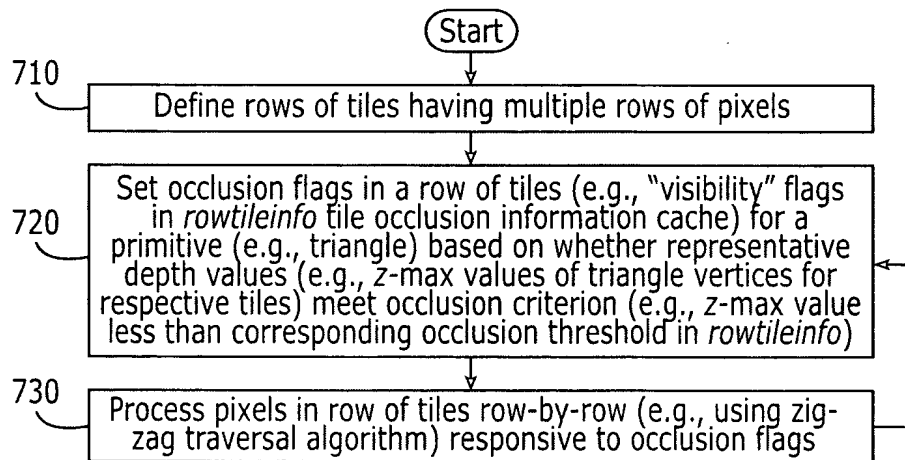 Start
710
Define rows of tiles having multiple rows of pixels
720
Set occlusion flags in a row of tiles (e.g., “visibility” flags
in rowtileinfo tile occlusion information cache) for a
primitive (e.g., triangle) based on whether representative
depth values (e.g., z-max values of triangle vertices for
respective tiles) meet occlusion criterion (e.g., z-max value
less than corresponding occlusion threshold in rowtileinfo)
730
Process pixels in row of tiles row-by-row (e.g., using zig-
zag traversal algorithm) responsive to occlusion flags